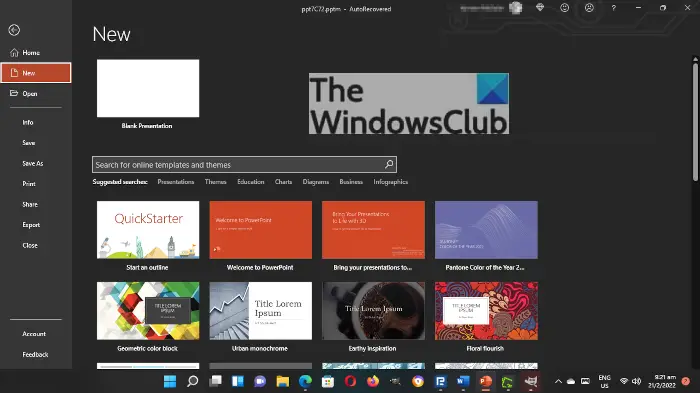 ppt7C72.pptm - AutoRecovered
New
Home
New
Open
Info
Save
Save As
Print
Share
Export
Close
Account
Feedback
Blank Presentation
The
WindowsClub
Search for online templates and themes
Suggested searches: Presentations Themes Education Charts Diagrams Business Infographics
QuickStarter
Start an outline
Welcome to PowerPoint
Welcome to PowerPoint
Bring Your Presentations
to Life with 3D
Bring your presentations to...
Pantone Color of the Year 2...
TITLE LOREM
IPSUM
Geometric color block
Title Lorem
Ipsum
Urban monochrome
TITLE LOREM IPSUM
Earthy inspiration
TITLE LOREM
IPSUM
Floral flourish
ENG
US
9:21 am
21/2/2022